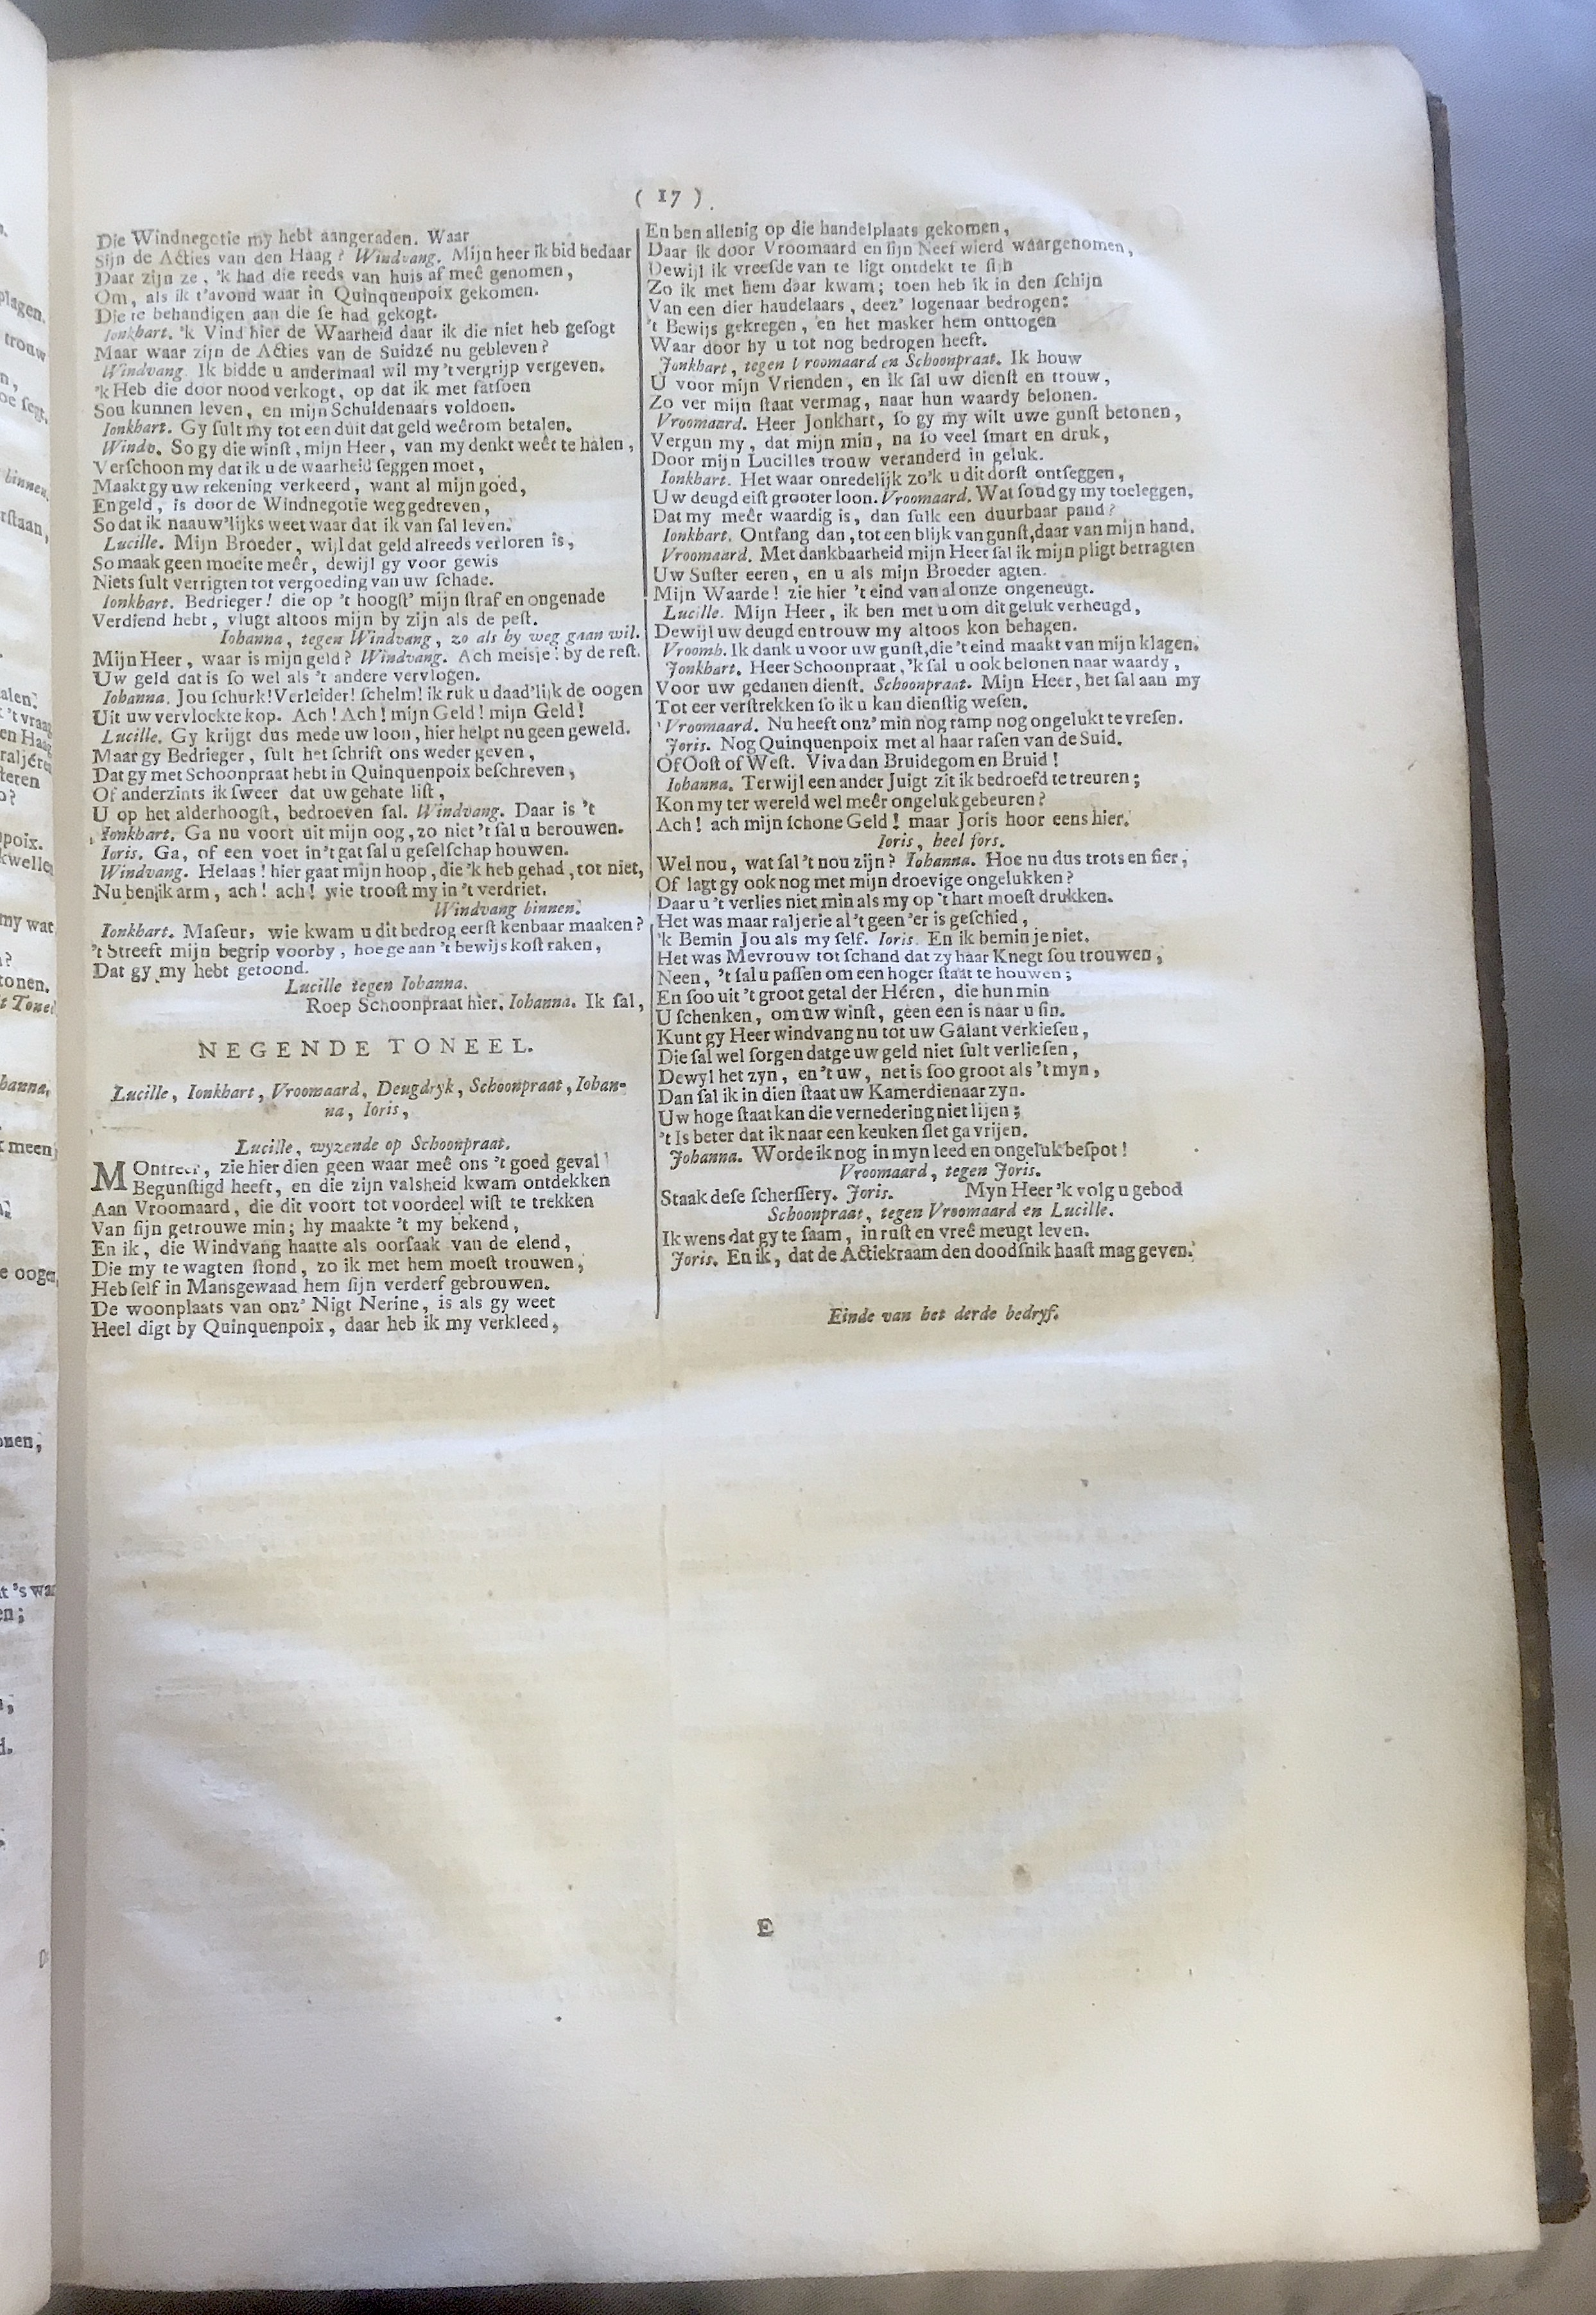 ( 17 ).
Die Windnegotie my hebt aangeraden. Waar
Sijn de Acties van den Haag? Windvang. Mijn heer ik bid bedaar
Daar zijn ze, 'k had die reeds van huis af meê genomen,
Om, als ik t'avond waar in Quinquenpoix gekomen.
Die te behandigen aan die ſe had gekogt.
Ionkhart. 'k Vind hier de Waarheid daar ik die niet heb geſogt
Maar waar zijn de Acties van de Suidzé nu gebleven?
Windvang. Ik bidde u andermaal wil my 't vergrijp vergeven.
'k Heb die door nood verkogt, op dat ik met fatſoen
Sou kunnen leven, en mijn Schuldenaars voldoen.
Ionkhart. Gy ſult my tot een duit dat geld weêrom betalen.
Windv. So gy die winſt, mijn Heer, van my denkt weêr te halen,
Verſchoon my dat ik u de waarheid ſeggen moet,
Maakt gy uw rekening verkeerd, want al mijn goed,
En geld, is door de Windnegotie weg gedreven,
So dat ik naauw'lijks weet waar dat ik van ſal leven.
Lucille. Mijn Broeder, wijl dat geld alreeds verloren is,
So maak geen moeite meêr, dewijl gy voor gewis
Niets ſult verrigten tot vergoeding van uw ſchade.
Ionkhart. Bedrieger! die op 't hoogſt' mijn ſtraf en ongenade
Verdiend hebt, vlugt altoos mijn by zijn als de peſt.
Iohanna, tegen Windvang, zo als hy weg gaan wil.
Mijn Heer, waar is mijn geld? Windvang. Ach meisje! by de reſt.
Uw geld dat is ſo wel als 't andere vervlogen.
Iohanna. Jou ſchurk! Verleider! ſchelm! ik ruk u daad'lijk de oogen
Uit uw vervlockte kop. Ach! Ach! mijn Geld! mijn Geld!
Lucille. Gy krijgt dus mede uw loon, hier helpt nu geen geweld.
Maar gy Bedrieger, ſult het ſchrift ons weder geven,
Dat gy met Schoonpraat hebt in Quinquenpoix beſchreven,
Of anderzints ik ſweer dat uw gehate liſt,
U op het alderhoogſt, bedroeven ſal. Windvang. Daar is 't
Ionkhart. Ga nu voort uit mijn oog, zo niet 't ſal u berouwen.
Ioris. Ga, of een voet in 't gat ſal u geſelſchap houwen.
Windvang. Helaas! hier gaat mijn hoop, die 'k heb gehad, tot niet,
Nu ben ik arm, ach! ach! wie trooſt my in 't verdriet.
Windvang binnen.
Ionkhart. Maſeur, wie kwam u dit bedrog eerſt kenbaar maaken?
't Streeft mijn begrip voorby, hoe ge aan 't bewijs koſt raken,
Dat gy my hebt getoond.
Lucille tegen Iohanna.
Roep Schoonpraat hier. Iohanna. Ik ſal,
NEGENDE TONEEL.
Lucille, Ionkhart, Vroomaard, Deugdryk, Schoonpraat, Iohan-
na, Ioris,
Lucille, wyzende op Schoonpraat.
MOntreer, zie hier dien geen waar meê ons 't goed geval
Begunſtigd heeft, en die zijn valsheid kwam ontdekken
Aan Vroomaard, die dit voort tot voordeel wiſt te trekken
Van ſijn getrouwe min; hy maakte 't my bekend,
En ik, die Windvang haatte als oorſaak van de elend,
Die my te wagten ſtond, zo ik met hem moeſt trouwen,
Heb ſelf in Mansgewaad hem ſijn verderf gebrouwen.
De woonplaats van onz' Nigt Nerine, is als gy weet
Heel digt by Quinquenpoix, daar heb ik my verkleed,
En ben allenig op die handelplaats gekomen,
Daar ik door Vroomaard en ſijn Neef wierd waargenomen,
Dewijl ik vreeſde van te ligt ontdekt te ſijn
Zo ik met hem daar kwam; toen heb ik in den ſchijn
Van een dier handelaars, deez' logenaar bedrogen:
't Bewijs gekregen, en het masker hem onttogen
Waar door hy u tot nog bedrogen heeft.
Jonkhart, tegen Vroomaard en Schoonpraat. Ik houw
U voor mijn Vrienden, en ik ſal uw dienſt en trouw,
Zo ver mijn ſtaat vermag, naar hun waardy belonen.
Vroomaard. Heer Jonkhart, ſo gy my wilt uwe gunſt betonen,
Vergun my, dat mijn min, na ſo veel ſmart en druk,
Door mijn Lucilles trouw veranderd in geluk.
Ionkhart. Het waar onredelijk zo 'k u dit dorſt ontſeggen,
Uw deugd eiſt grooter loon. Vroomaard. Wat ſoud gy my toeleggen,
Dat my meêr waardig is, dan ſulk een duurbaar pand?
Ionkhart. Ontfang dan, tot een blijk van gunſt, daar van mijn hand.
Vroomaard. Met dankbaarheid mijn Heer ſal ik mijn pligt betragten
Uw Suſter eeren, en u als mijn Broeder agten.
Mijn Waarde! zie hier 't eind van al onze ongeneugt.
Lucille. Mijn Heer, ik ben met u om dit geluk verheugd,
Dewijl uw deugd en trouw my altoos kon behagen.
Vroomh. Ik dank u voor uw gunſt, die 't eind maakt van mijn klagen.
Jonkhart. Heer Schoonpraat, 'k ſal u ook belonen naar waardy,
Voor uw gedanen dienſt. Schoonpraat. Mijn Heer, het ſal aan my
Tot eer verſtrekken ſo ik u kan dienſtig weſen.
Vroomaard. Nu heeft onz' min nog ramp nog ongeluk te vreſen.
Joris. Nog Quinquenpoix met al haar raſen van de Suid.
Of Ooſt of Weſt. Viva dan Bruidegom en Bruid!
Iohanna. Terwijl een ander Juigt zit ik bedroefd te treuren;
Kon my ter wereld wel meêr ongeluk gebeuren?
Ach! ach mijn ſchone Geld! maar Joris hoor eens hier.
Ioris, heel fors.
Wel nou, wat ſal 't nou zijn? Iohanna. Hoe nu dus trots en fier,
Of lagt gy ook nog met mijn droevige ongelukken?
Daar u 't verlies niet min als my op 't hart moeſt drukken.
Het was maar raljerie al 't geen 'er is geſchied,
'k Bemin Jou als my ſelf. Ioris. En ik bemin je niet.
Het was Mevrouw tot ſchand dat zy haar Knegt ſou trouwen,
Neen, 't ſal u paſſen om een hoger ſtaat te houwen;
En ſoo uit 't groot getal der Héren, die hun min
U ſchenken, om uw winſt, geen een is naar u ſin.
Kunt gy Heer windvang nu tot uw Galant verkieſen,
Die ſal wel ſorgen dat ge uw geld niet ſult verlieſen,
Dewyl het zyn, en 't uw, net is ſoo groot als 't myn,
Dan ſal ik in dien ſtaat uw Kamerdienaar zyn.
Uw hoge ſtaat kan die vernedering niet lijen;
't Is beter dat ik naar een keuken ſlet ga vrijen.
Johanna. Worde ik nog in myn leed en ongeluk beſpot!
Vroomaard, tegen Joris.
Staak deſe ſcherſſery. Joris. Myn Heer 'k volg u gebod
Schoonpraat, tegen Vroomaard en Lucille.
Ik wens dat gy te ſaam, in ruſt en vreê meugt leven.
Joris. En ik, dat de Actiekraam den doodſnik haaſt mag geven.
Einde van het derde bedryf.
E